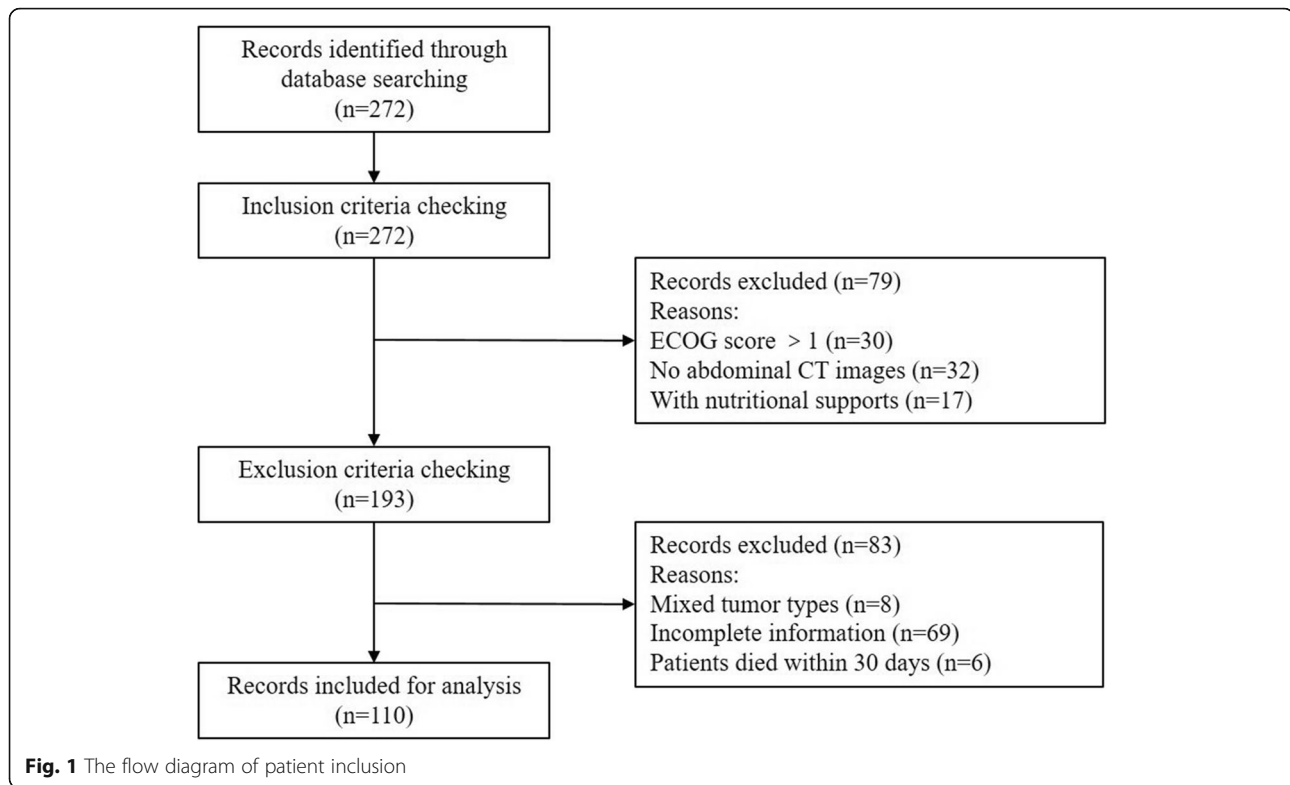 Records identified through
database searching
(n=272)
Inclusion criteria checking
(n=272)
Records excluded (n=79)
Reasons:
ECOG score > 1 (n=30)
No abdominal CT images (n=32)
With nutritional supports (n=17)
Exclusion criteria checking
(n=193)
Records excluded (n=83)
Reasons:
Mixed tumor types (n=8)
Incomplete information (n=69)
Patients died within 30 days (n=6)
Records included for analysis
(n=110)
Fig. 1 The flow diagram of patient inclusion